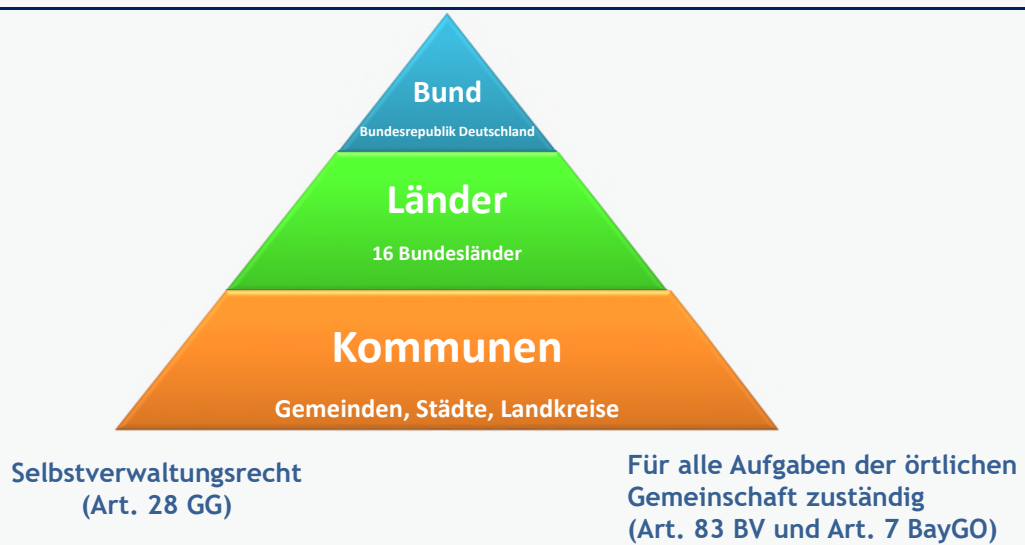 Bund
Bundesrepublik Deutschland
Länder
16 Bundesländer
Kommunen
Gemeinden, Städte, Landkreise
Selbstverwaltungsrecht
(Art. 28 GG)
Für alle Aufgaben der örtlichen
Gemeinschaft zuständig
(Art. 83 BV und Art. 7 BayGO)